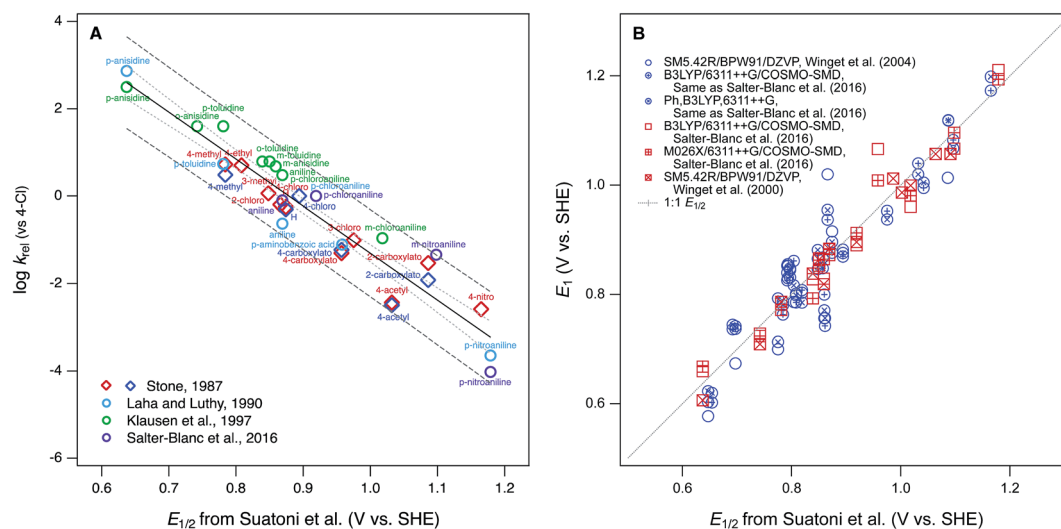 A
4
2
0
-2
-4
-6
log krel (vs 4-Cl)
p-anisidine
p-anisidine
p-toluidine
o-anisidine
o-toluidine
m-toluidine
m-anisidine
aniline
4-methyl
4-ethyl
p-toluidine
4-methyl
3-methyl
4-chloro
p-chloroaniline
p-chloroaniline
2-chloro
4-chloro
aniline
H
aniline
3-chloro
m-chloroaniline
p-aminobenzoic acid
4-carboxylato
4-carboxylato
2-carboxylato
m-nitroaniline
2-carboxylato
4-acetyl
4-acetyl
4-nitro
p-nitroaniline
p-nitroaniline
Stone, 1987
Laha and Luthy, 1990
Klausen et al., 1997
Salter-Blanc et al., 2016
0.6
0.7
0.8
0.9
1.0
1.1
1.2
E1/2 from Suatoni et al. (V vs. SHE)
B
SM5.42R/BPW91/DZVP, Winget et al. (2004)
B3LYP/6311++G/COSMO-SMD,
Same as Salter-Blanc et al. (2016)
Ph,B3LYP,6311++G,
Same as Salter-Blanc et al. (2016)
B3LYP/6311++G/COSMO-SMD,
Salter-Blanc et al. (2016)
M026X/6311++G/COSMO-SMD,
Salter-Blanc et al. (2016)
SM5.42R/BPW91/DZVP,
Winget et al. (2000)
1:1 E1/2
1.2
1.0
0.8
0.6
E1 (V vs. SHE)
0.6
0.8
1.0
1.2
E1/2 from Suatoni et al. (V vs. SHE)